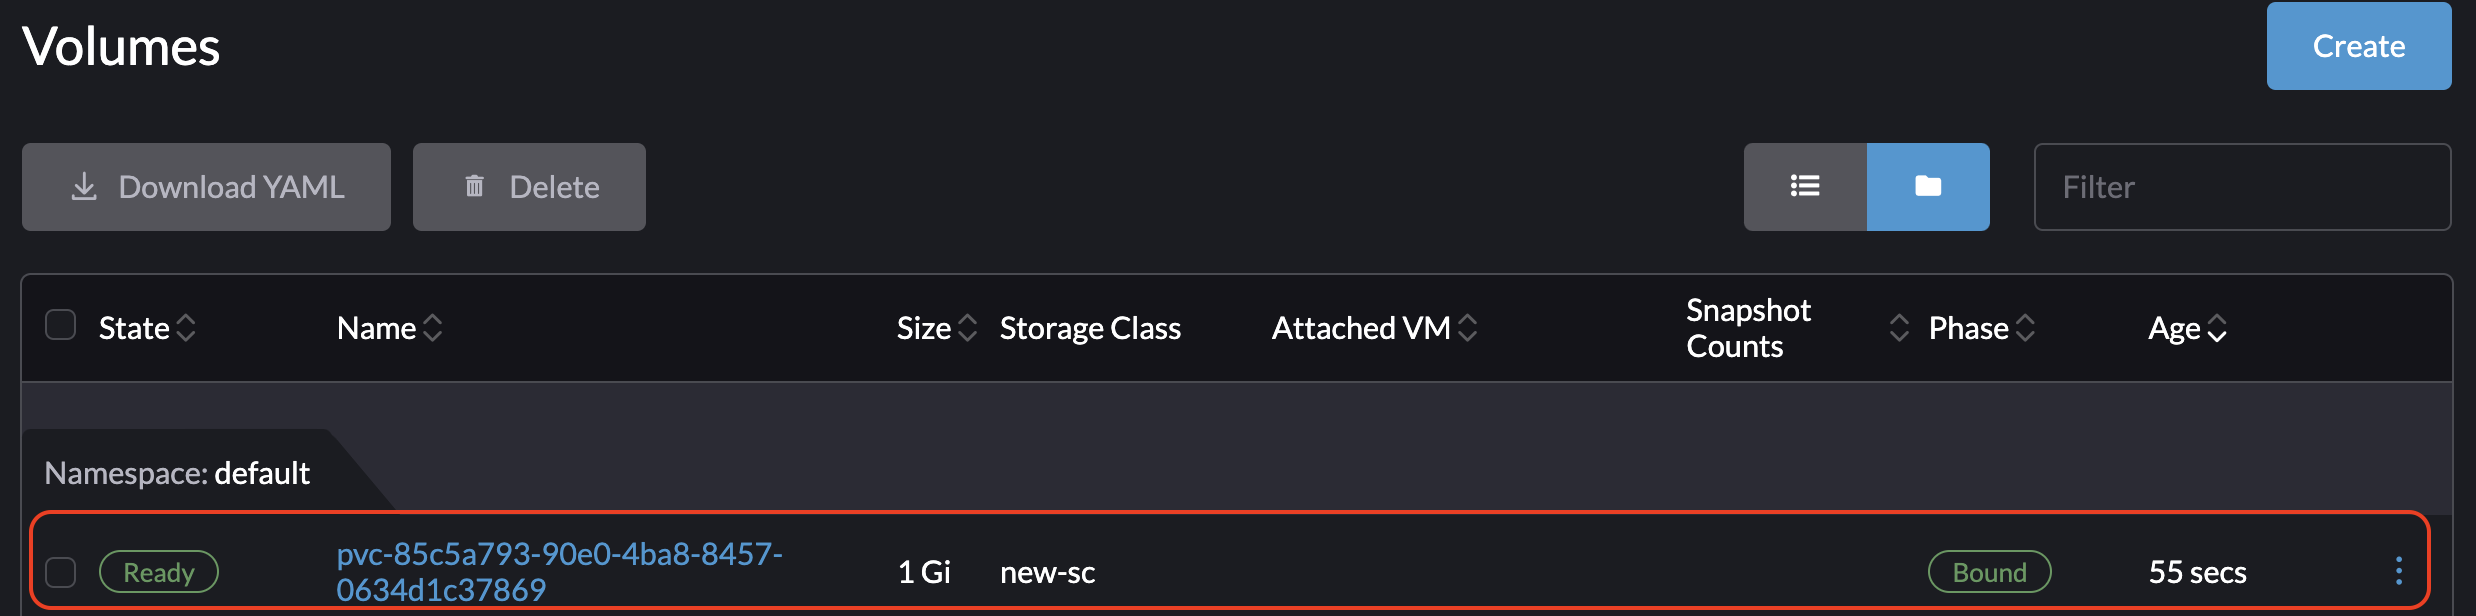 Volumes
Create
Download YAML
Delete
Filter
State
Name
Size
Storage Class
Attached VM
Snapshot
Counts
Phase
Age
Namespace: default
Ready
pvc-85c5a793-90e0-4ba8-8457-
0634d1c37869
1 Gi
new-sc
Bound
55 secs